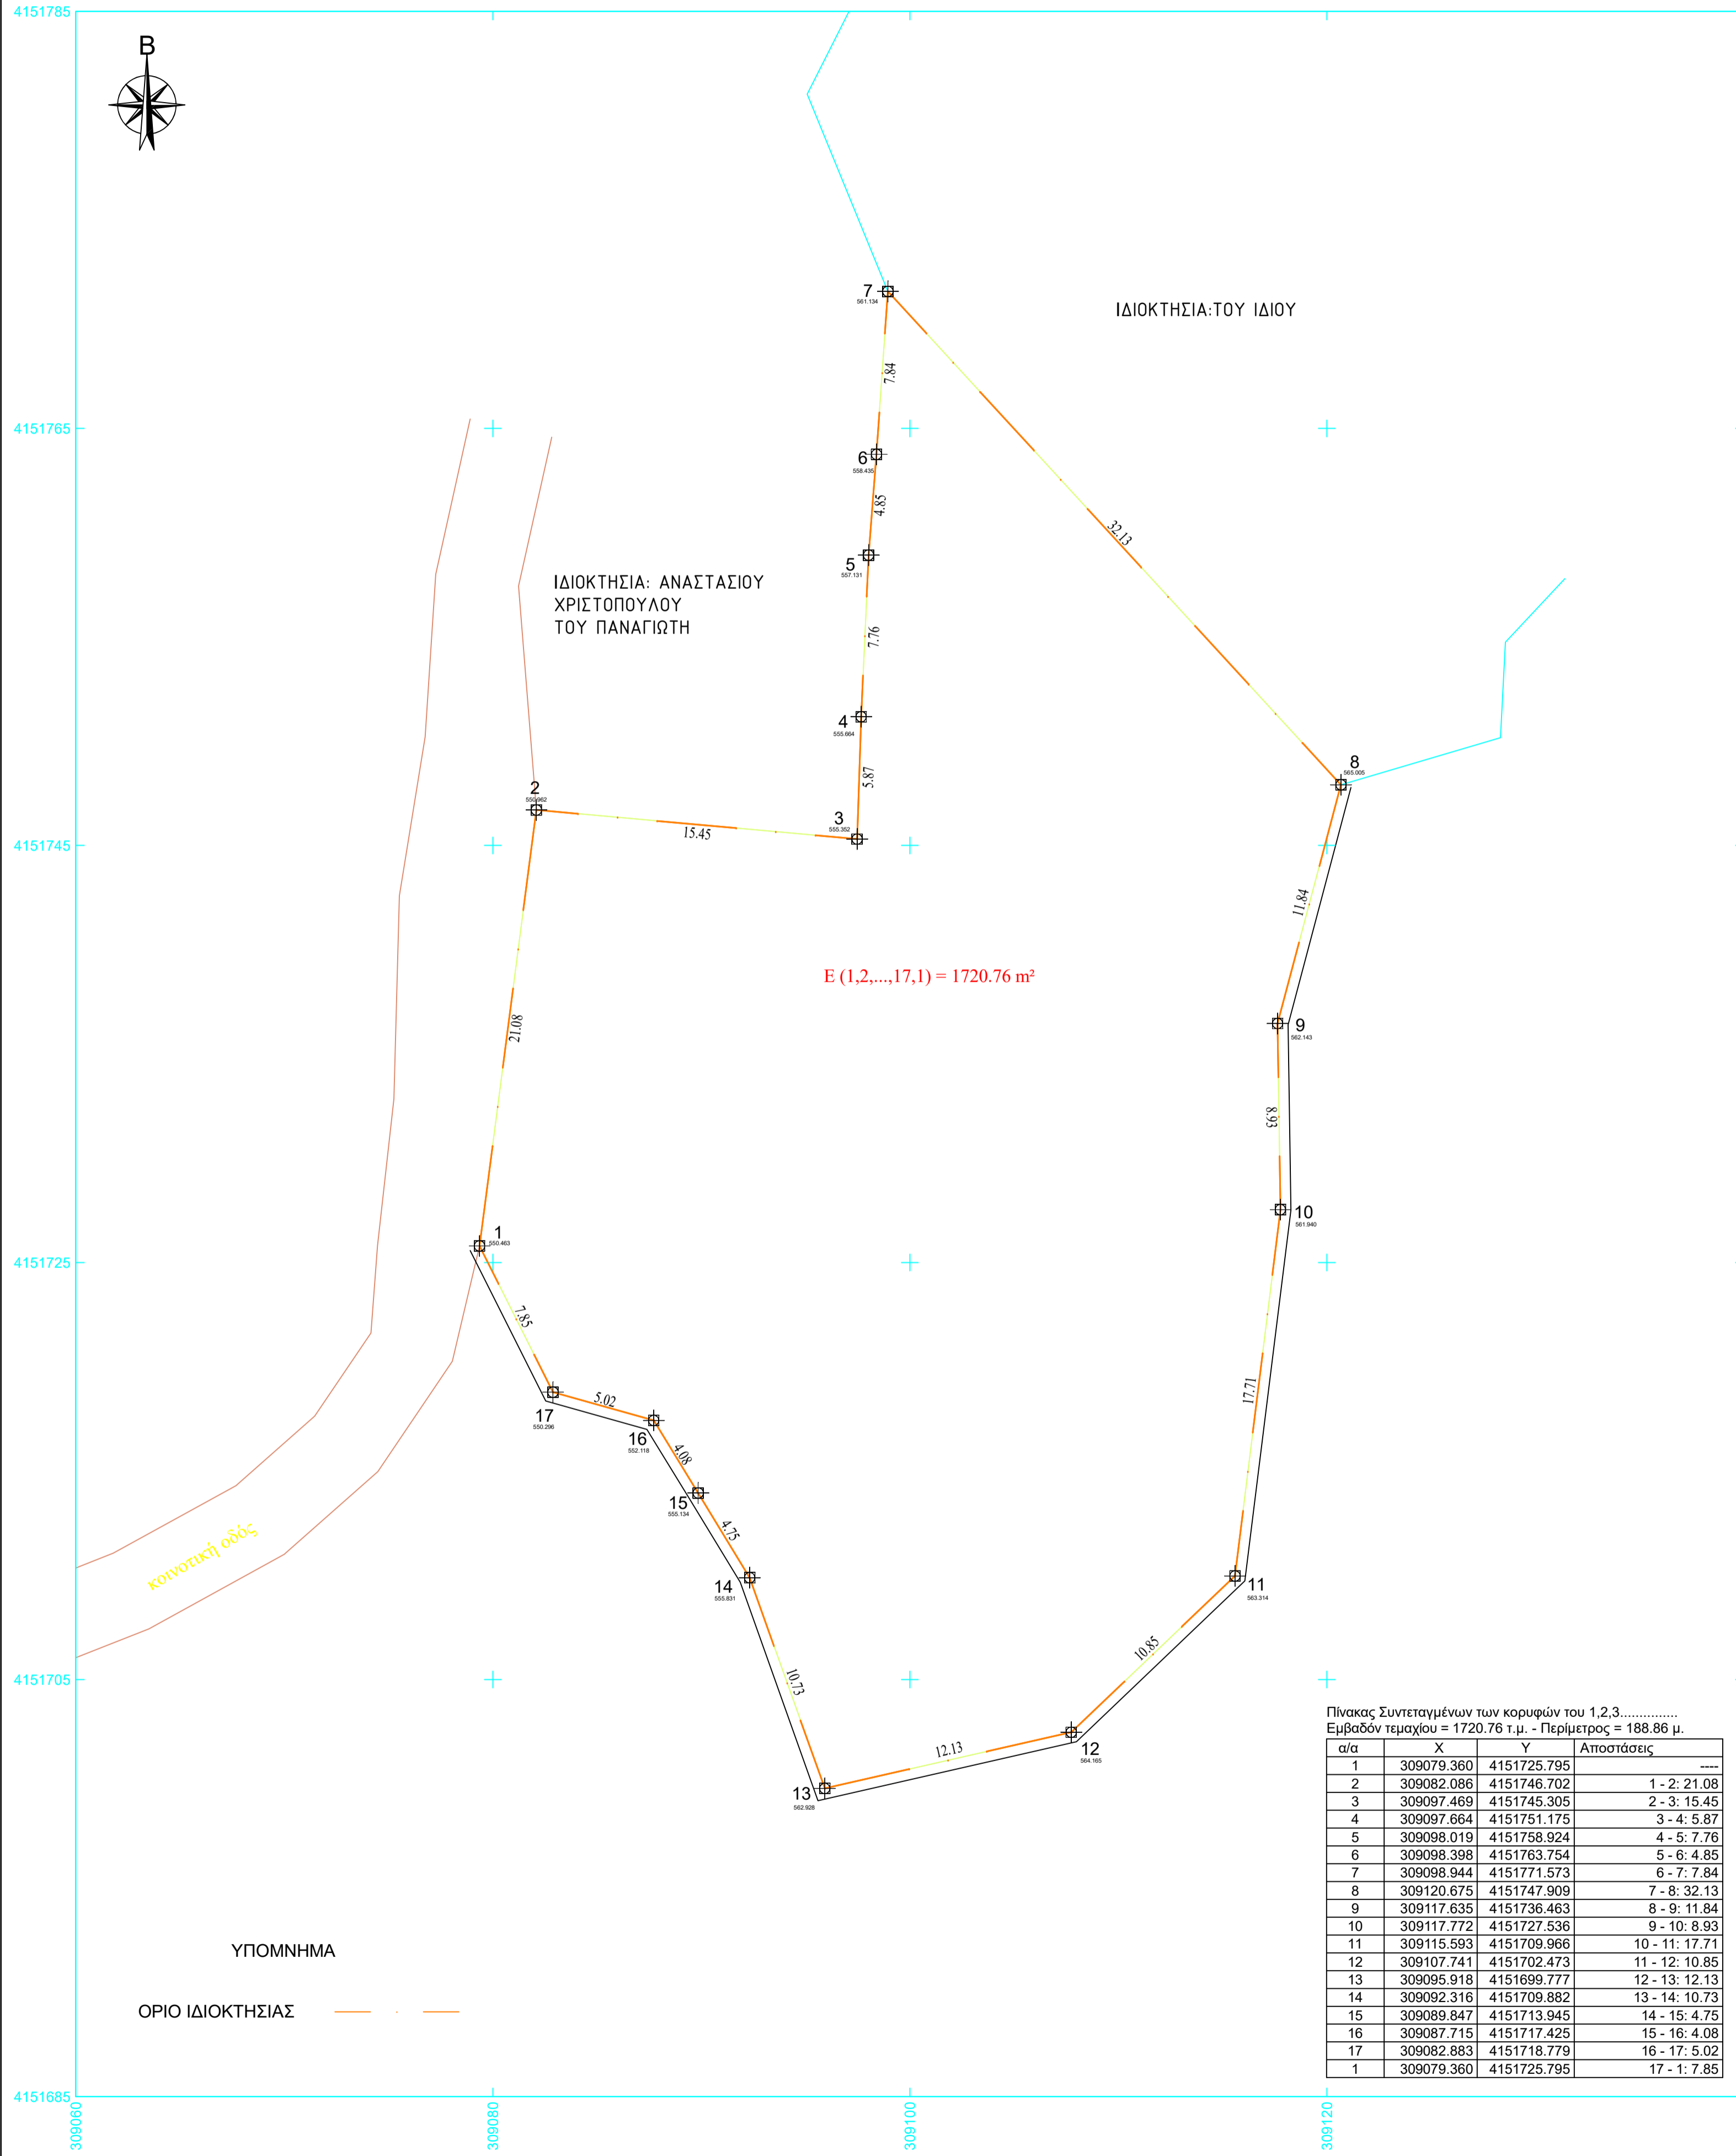 4151785
B
7
561.134
ΙΔΙΟΚΤΗΣΙΑ:ΤΟΥ ΙΔΙΟΥ
7.84
4151765
6
558.435
4.85
32.13
5
557.131
ΙΔΙΟΚΤΗΣΙΑ: ΑΝΑΣΤΑΣΙΟΥ
ΧΡΙΣΤΟΠΟΥΛΟΥ
ΤΟΥ ΠΑΝΑΓΙΩΤΗ
7.76
4
555.664
5.87
8
565.005
2
550.962
15.45
3
555.352
4151745
11.84
E (1,2,...,17,1) = 1720.76 m²
21.08
9
562.143
8.93
10
561.940
1
550.463
4151725
7.85
5.02
17
550.296
16
552.118
4.08
17.71
15
555.134
4.75
κοινοτική οδός
14
555.831
11
563.314
10.85
10.73
4151705
12.13
12
564.165
13
562.928
Πίνακας Συντεταγμένων των κορυφών του 1,2,3..............
Εμβαδόν τεμαχίου = 1720.76 τ.μ. - Περίμετρος = 188.86 μ.
α/α X Y Αποστάσεις
1 309079.360 4151725.795 ----
2 309082.086 4151746.702 1 - 2: 21.08
3 309097.469 4151745.305 2 - 3: 15.45
4 309097.664 4151751.175 3 - 4: 5.87
5 309098.019 4151758.924 4 - 5: 7.76
6 309098.398 4151763.754 5 - 6: 4.85
7 309098.944 4151771.573 6 - 7: 7.84
8 309120.675 4151747.909 7 - 8: 32.13
9 309117.635 4151736.463 8 - 9: 11.84
10 309117.772 4151727.536 9 - 10: 8.93
11 309115.593 4151709.966 10 - 11: 17.71
12 309107.741 4151702.473 11 - 12: 10.85
13 309095.918 4151699.777 12 - 13: 12.13
14 309092.316 4151709.882 13 - 14: 10.73
15 309089.847 4151713.945 14 - 15: 4.75
16 309087.715 4151717.425 15 - 16: 4.08
17 309082.883 4151718.779 16 - 17: 5.02
1 309079.360 4151725.795 17 - 1: 7.85
ΥΠΟΜΝΗΜΑ
ΟΡΙΟ ΙΔΙΟΚΤΗΣΙΑΣ
4151685
309060
309080
309100
309120